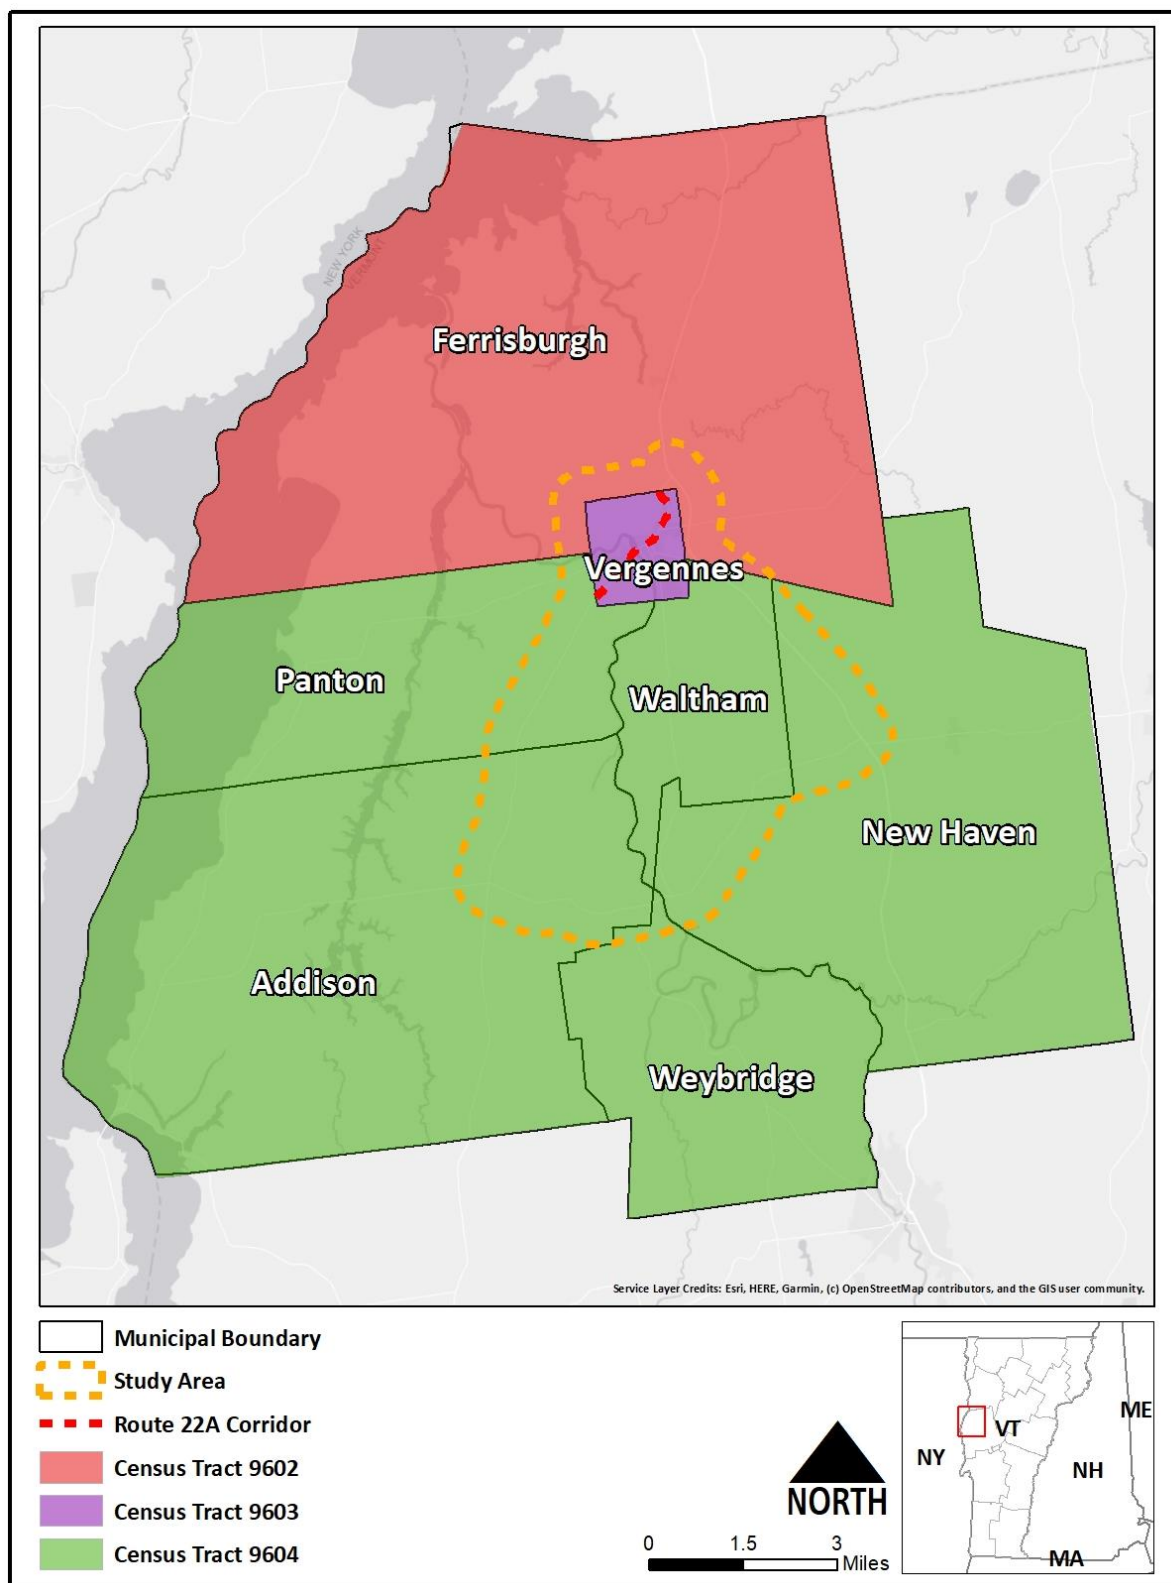 NEW YORK
VERMONT
Ferrisburgh
Vergennes
Panton
Waltham
New Haven
Addison
Weybridge
Service Layer Credits: Esri, HERE, Garmin, (c) OpenStreetMap contributors, and the GIS user community.
Municipal Boundary
Study Area
Route 22A Corridor
Census Tract 9602
Census Tract 9603
Census Tract 9604
NORTH
0 1.5 3
Miles
ME
VT
NY
NH
MA